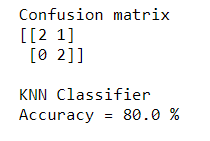 Confusion matrix
[[2 1]
 [0 2]]
KNN Classifier
Accuracy = 80.0 %